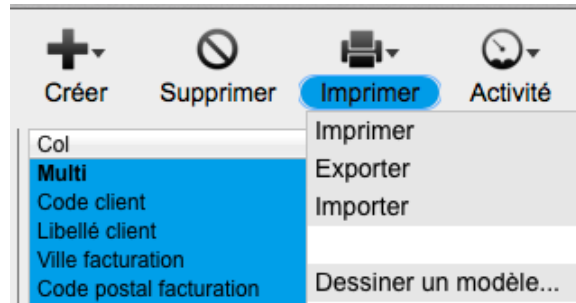 Créer Supprimer Imprimer Activité
Imprimer
Exporter
Importer
Dessiner un modèle...
Col
Multi
Code client
Libellé client
Ville facturation
Code postal facturation